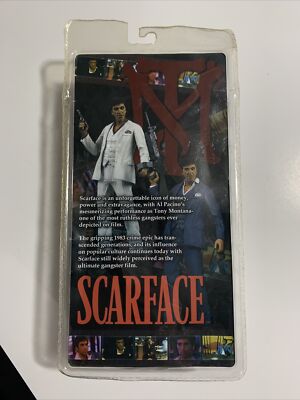 TM
Scarface is an unforgettable icon of money,
power and extravagance, with Al Pacino's
mesmerizing performance as Tony Montana-
one of the most ruthless gangsters ever
depicted on film.
The gripping 1983 crime epic has tran-
scended generations, and its influence
on popular culture continues today with
Scarface still widely perceived as the
ultimate gangster film.
SCARFACE